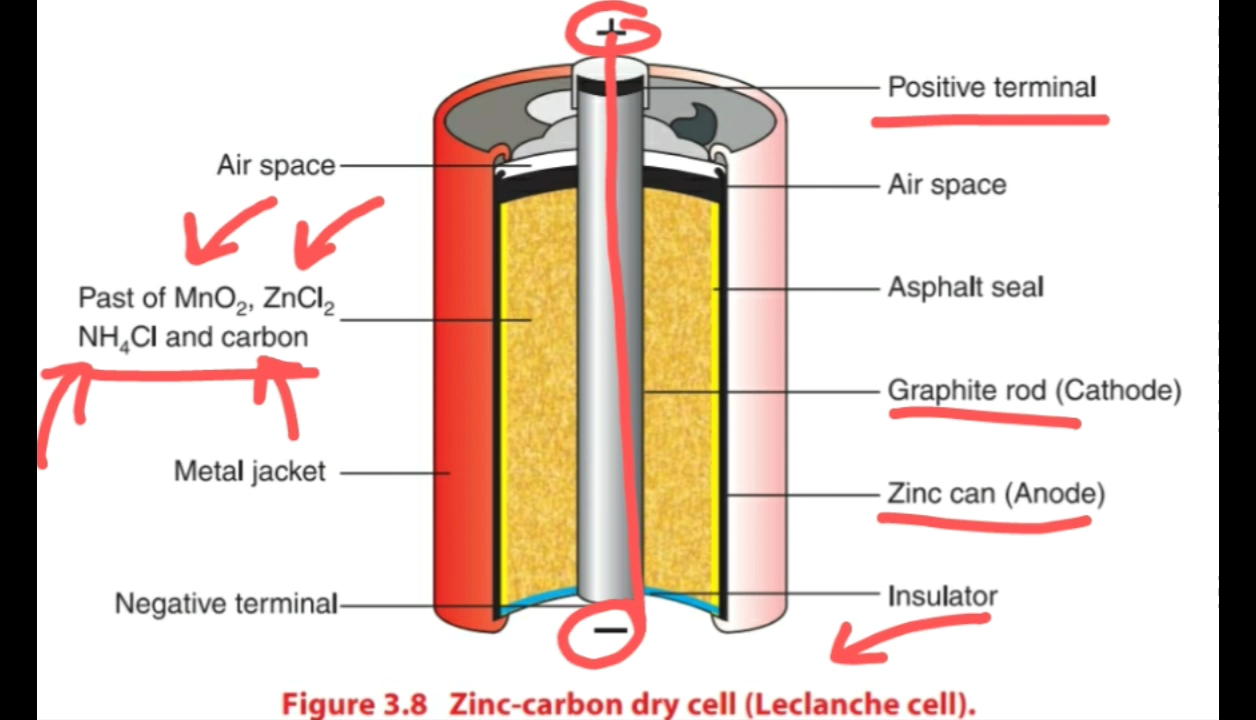 +
Positive terminal
Air space
Air space
Past of MnO₂, ZnCl₂
NH₄Cl and carbon
Asphalt seal
Graphite rod (Cathode)
Metal jacket
Zinc can (Anode)
Negative terminal
Insulator
−
Figure 3.8 Zinc-carbon dry cell (Leclanche cell).